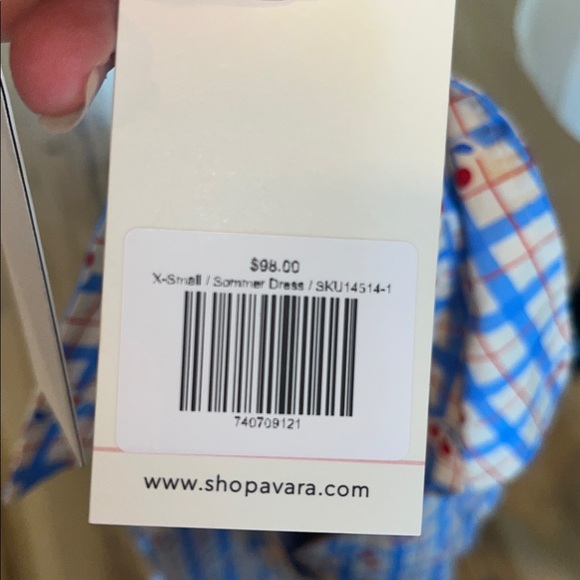 $98.00
X-Small / Sommer Dress / SKU14514-1
740709121
www.shopavara.com